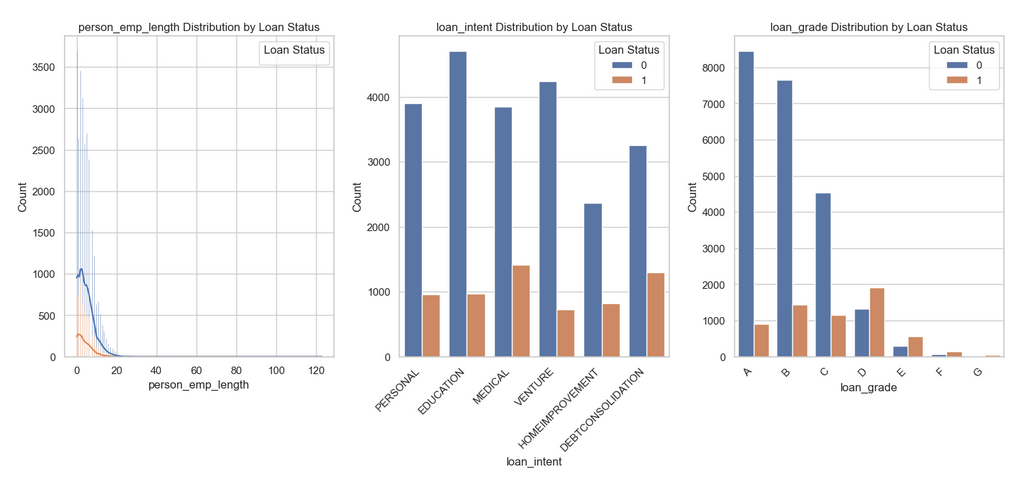 person_emp_length Distribution by Loan Status
Loan Status
3500
3000
2500
2000
1500
1000
500
0
Count
0 20 40 60 80 100 120
person_emp_length
loan_intent Distribution by Loan Status
Loan Status
0
1
4000
3000
2000
1000
0
Count
PERSONAL
EDUCATION
MEDICAL
VENTURE
HOMEIMPROVEMENT
DEBTCONSOLIDATION
loan_intent
loan_grade Distribution by Loan Status
Loan Status
0
1
8000
7000
6000
5000
4000
3000
2000
1000
0
Count
A
B
C
D
E
F
G
loan_grade